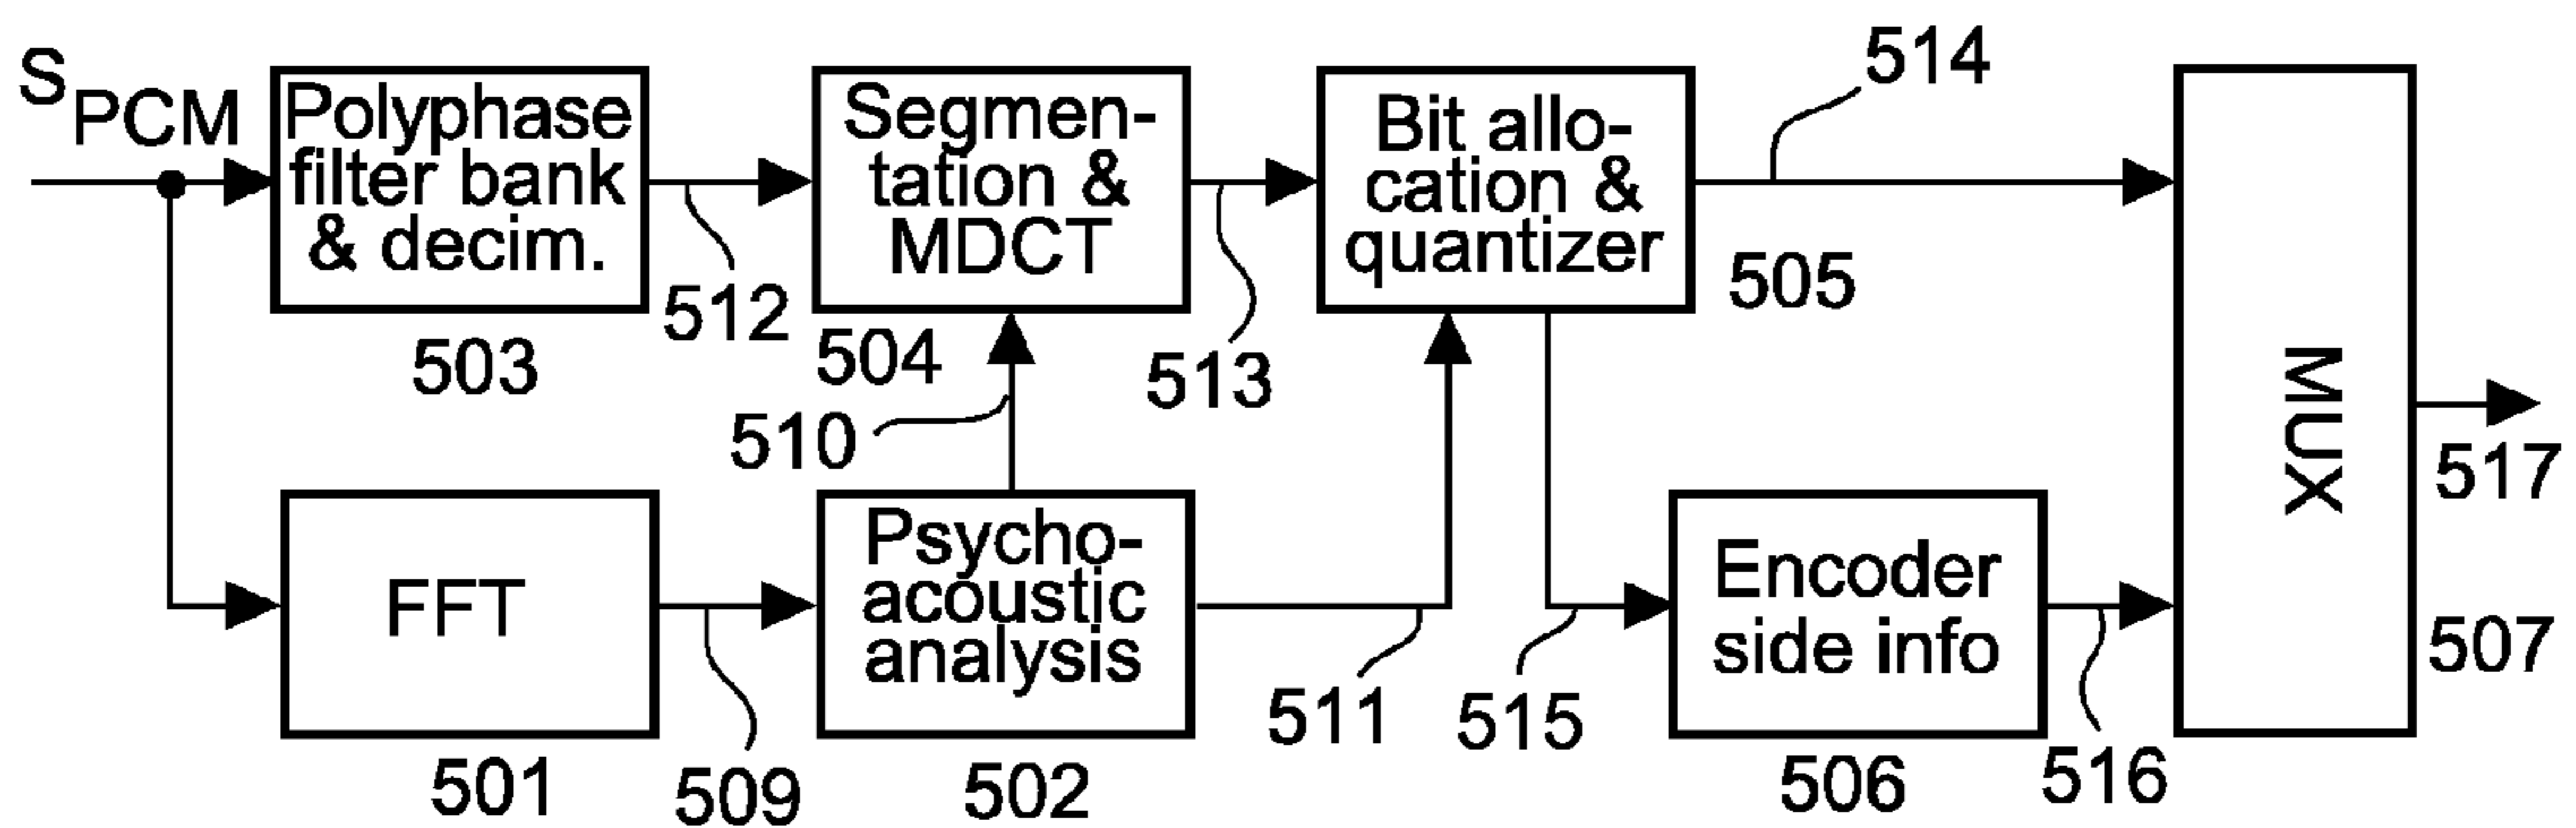 S PCM
Polyphase
filter bank
& decim.
503
512
Segmen-
tation &
MDCT
504
510
513
Bit allo-
cation &
quantizer
505
514
MUX
517
507
FFT
501
509
Psycho-
acoustic
analysis
502
511
515
Encoder
side info
506
516